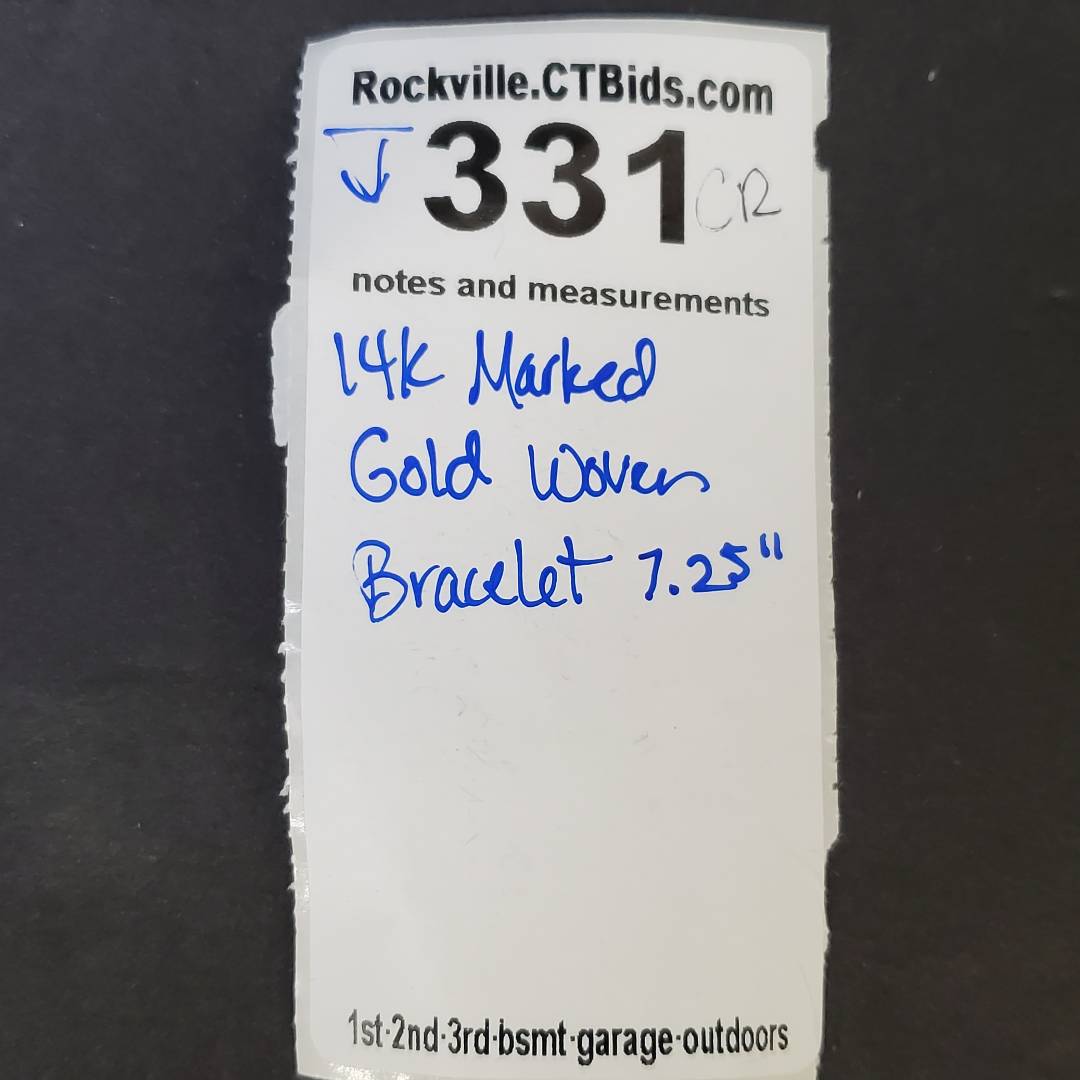 Rockville.CTBids.com
J 331 CR
notes and measurements
14k Marked
Gold Woven
Bracelet 7.25"
1st-2nd-3rd-bsmt-garage-outdoors